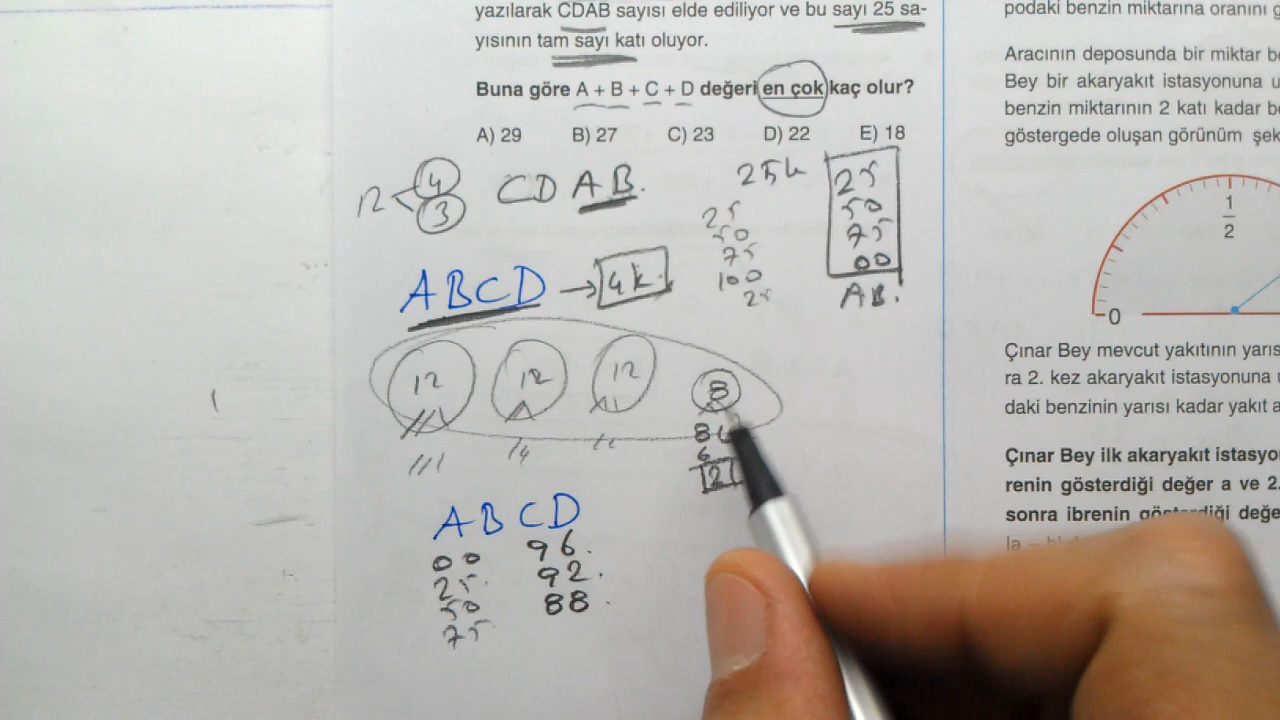 yazılarak CDAB sayısı elde ediliyor ve bu sayı 25 sa-
yısının tam sayı katı oluyor.
Buna göre A + B + C + D değeri en çok kaç olur?
A) 29 B) 27 C) 23 D) 22 E) 18
12 4 3
CDAB.
25k
25
50
75
100
25
50
75
00
AB.
ABCD → 4k
12 12 12 8
8
6
2
ABCD
00 96.
25 92.
50 88.
75
podaki benzin miktarına oranını g
Aracının deposunda bir miktar be
Bey bir akaryakıt istasyonuna u
benzin miktarının 2 katı kadar be
göstergede oluşan görünüm şek
1
2
0
Çınar Bey mevcut yakıtının yarıs
ra 2. kez akaryakıt istasyonuna u
daki benzinin yarısı kadar yakıt a
Çınar Bey ilk akaryakıt istasyo
renin gösterdiği değer a ve 2.
sonra ibrenin gösterdiği değe